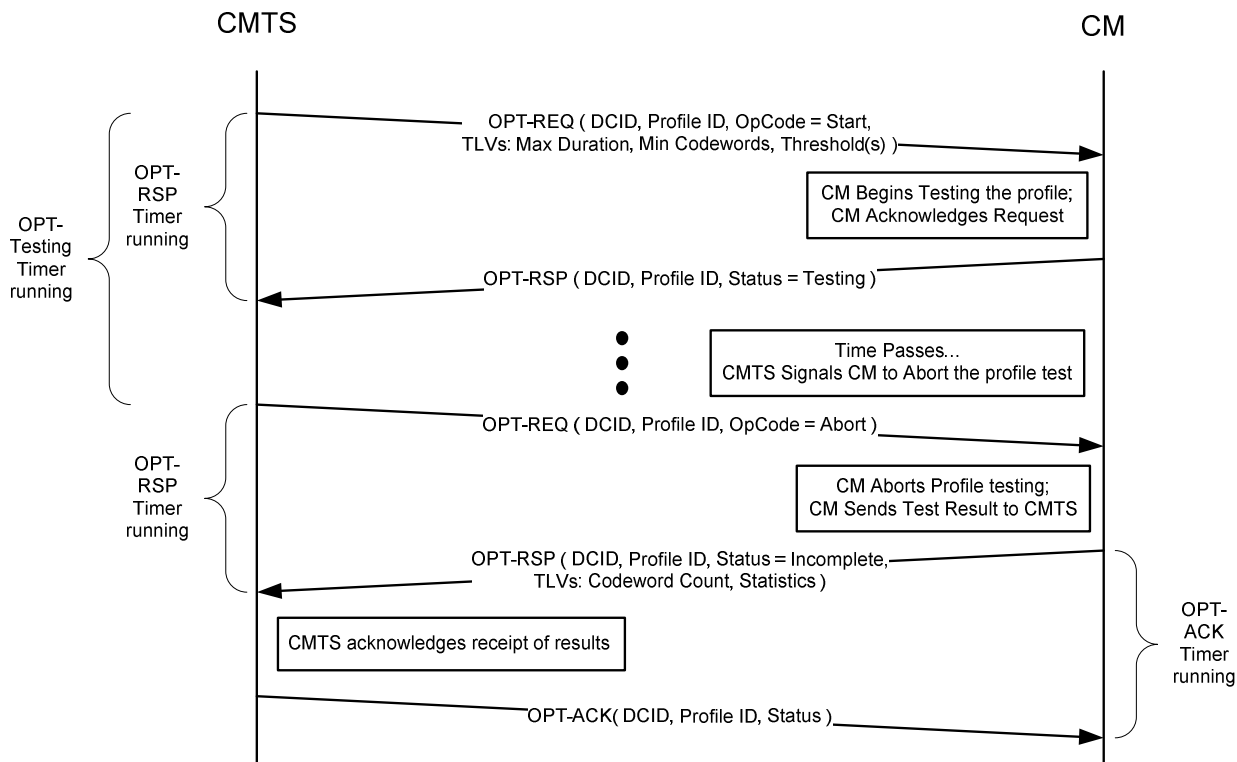 CMTS
CM
OPT-REQ ( DCID, Profile ID, OpCode = Start,
TLVs: Max Duration, Min Codewords, Threshold(s) )
OPT-
RSP
Timer
running
OPT-
Testing
Timer
running
CM Begins Testing the profile;
CM Acknowledges Request
OPT-RSP ( DCID, Profile ID, Status = Testing )
Time Passes...
CMTS Signals CM to Abort the profile test
OPT-REQ ( DCID, Profile ID, OpCode = Abort )
OPT-
RSP
Timer
running
CM Aborts Profile testing;
CM Sends Test Result to CMTS
OPT-RSP ( DCID, Profile ID, Status = Incomplete,
TLVs: Codeword Count, Statistics )
CMTS acknowledges receipt of results
OPT-
ACK
Timer
running
OPT-ACK( DCID, Profile ID, Status )